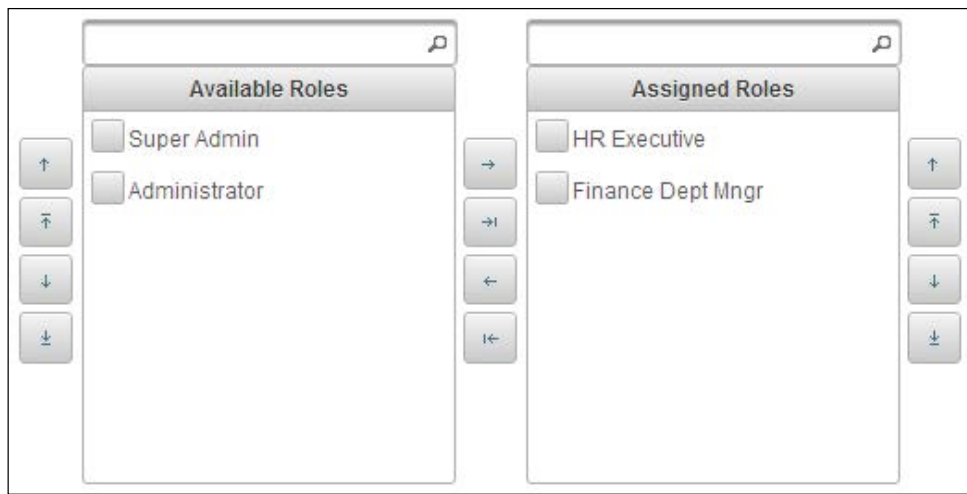 Available Roles
Super Admin
Administrator
Assigned Roles
HR Executive
Finance Dept Mngr